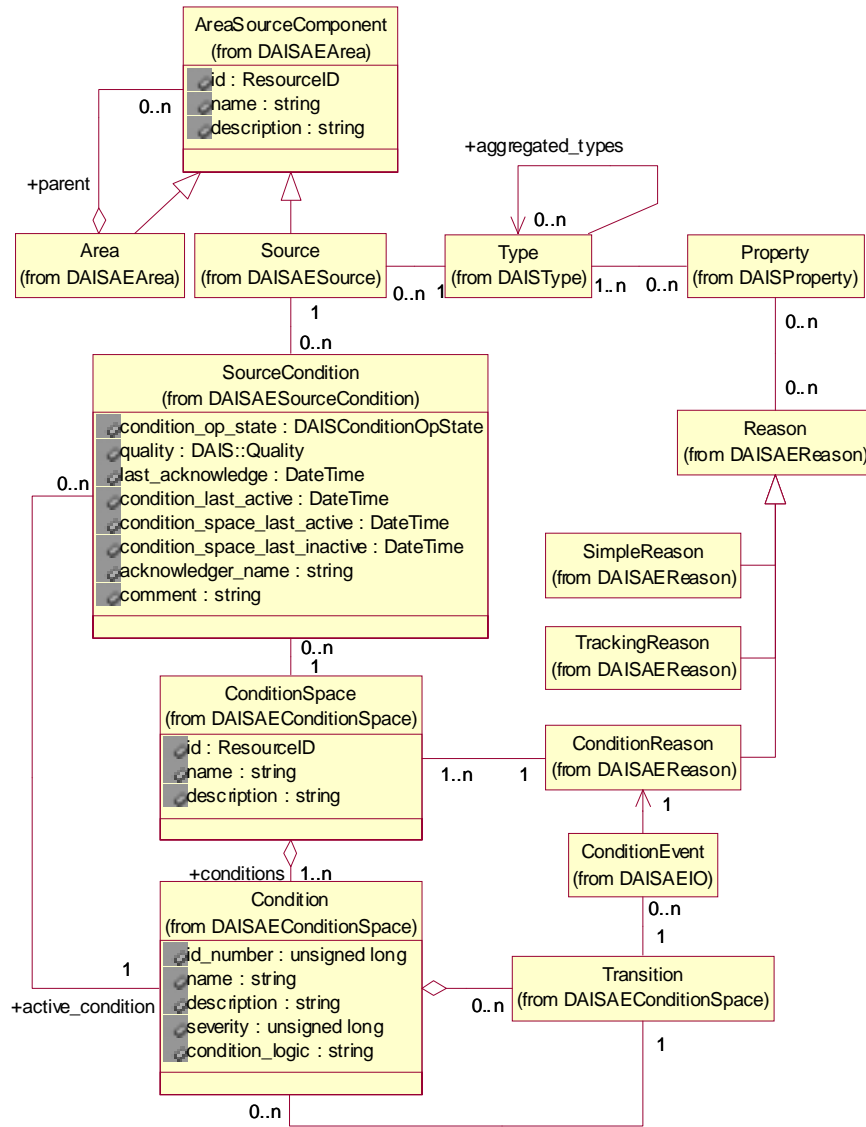 AreaSourceComponent
(from DAISAEArea)
id : ResourceID
name : string
description : string
0..n
+parent
+aggregated_types
0..n
Area
(from DAISAEArea)
Source
(from DAISAESource)
Type
(from DAISType)
Property
(from DAISProperty)
0..n
1
1..n
0..n
1
0..n
0..n
0..n
SourceCondition
(from DAISAESourceCondition)
condition_op_state : DAISConditionOpState
quality : DAIS::Quality
last_acknowledge : DateTime
condition_last_active : DateTime
condition_space_last_active : DateTime
condition_space_last_inactive : DateTime
acknowledger_name : string
comment : string
0..n
Reason
(from DAISAEReason)
SimpleReason
(from DAISAEReason)
TrackingReason
(from DAISAEReason)
0..n
1
ConditionSpace
(from DAISAEConditionSpace)
id : ResourceID
name : string
description : string
ConditionReason
(from DAISAEReason)
1..n
1
1
ConditionEvent
(from DAISAEIO)
0..n
1
+conditions
1..n
Condition
(from DAISAEConditionSpace)
id_number : unsigned long
name : string
description : string
severity : unsigned long
condition_logic : string
1
+active_condition
Transition
(from DAISAEConditionSpace)
0..n
1
0..n